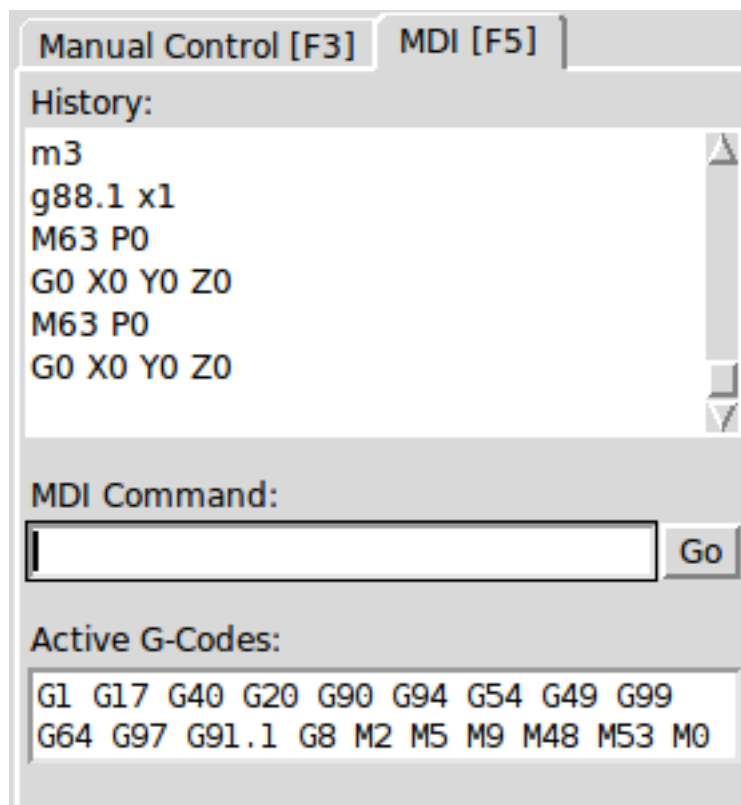 Manual Control [F3] MDI [F5]
History:
m3
g88.1 x1
M63 P0
G0 X0 Y0 Z0
M63 P0
G0 X0 Y0 Z0
MDI Command:
Go
Active G-Codes:
G1 G17 G40 G20 G90 G94 G54 G49 G99
G64 G97 G91.1 G8 M2 M5 M9 M48 M53 M0